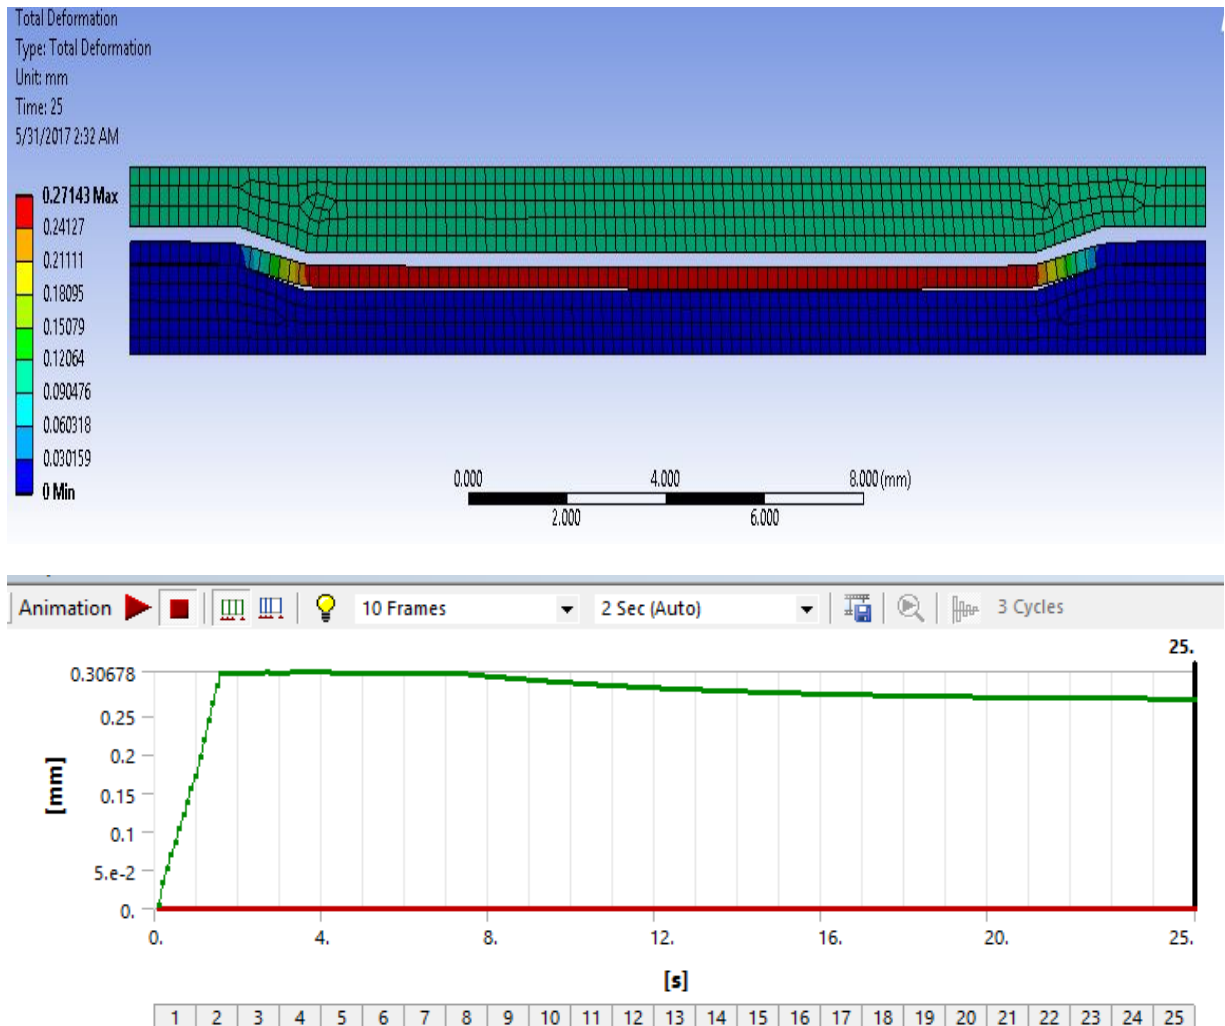 Total Deformation
Type: Total Deformation
Unit: mm
Time: 25
5/31/2017 2:32 AM
0.27143 Max
0.24127
0.21111
0.18095
0.15079
0.12064
0.090476
0.060318
0.030159
0 Min
0.000 4.000 8.000 (mm)
2.000 6.000
Animation 10 Frames 2 Sec (Auto) 3 Cycles
25.
0.30678
0.25
0.2
0.15
0.1
5.e-2
0.
[mm]
0. 4. 8. 12. 16. 20. 25.
[s]
1 2 3 4 5 6 7 8 9 10 11 12 13 14 15 16 17 18 19 20 21 22 23 24 25